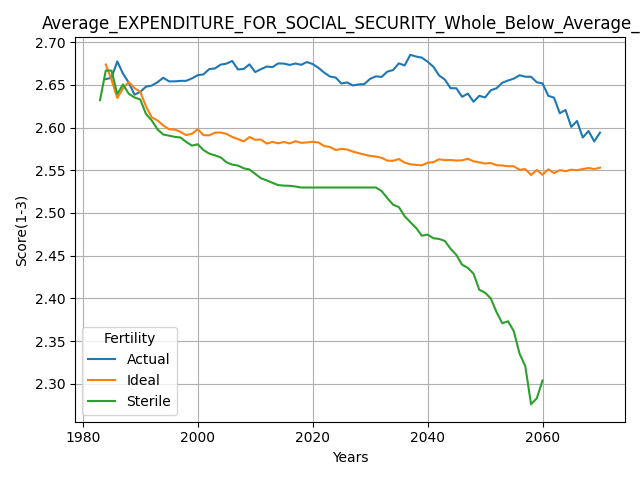 Average_EXPENDITURE_FOR_SOCIAL_SECURITY_Whole_Below_Average_
2.70
2.65
2.60
2.55
2.50
2.45
2.40
2.35
2.30
Score(1-3)
Fertility
Actual
Ideal
Sterile
1980 2000 2020 2040 2060
Years